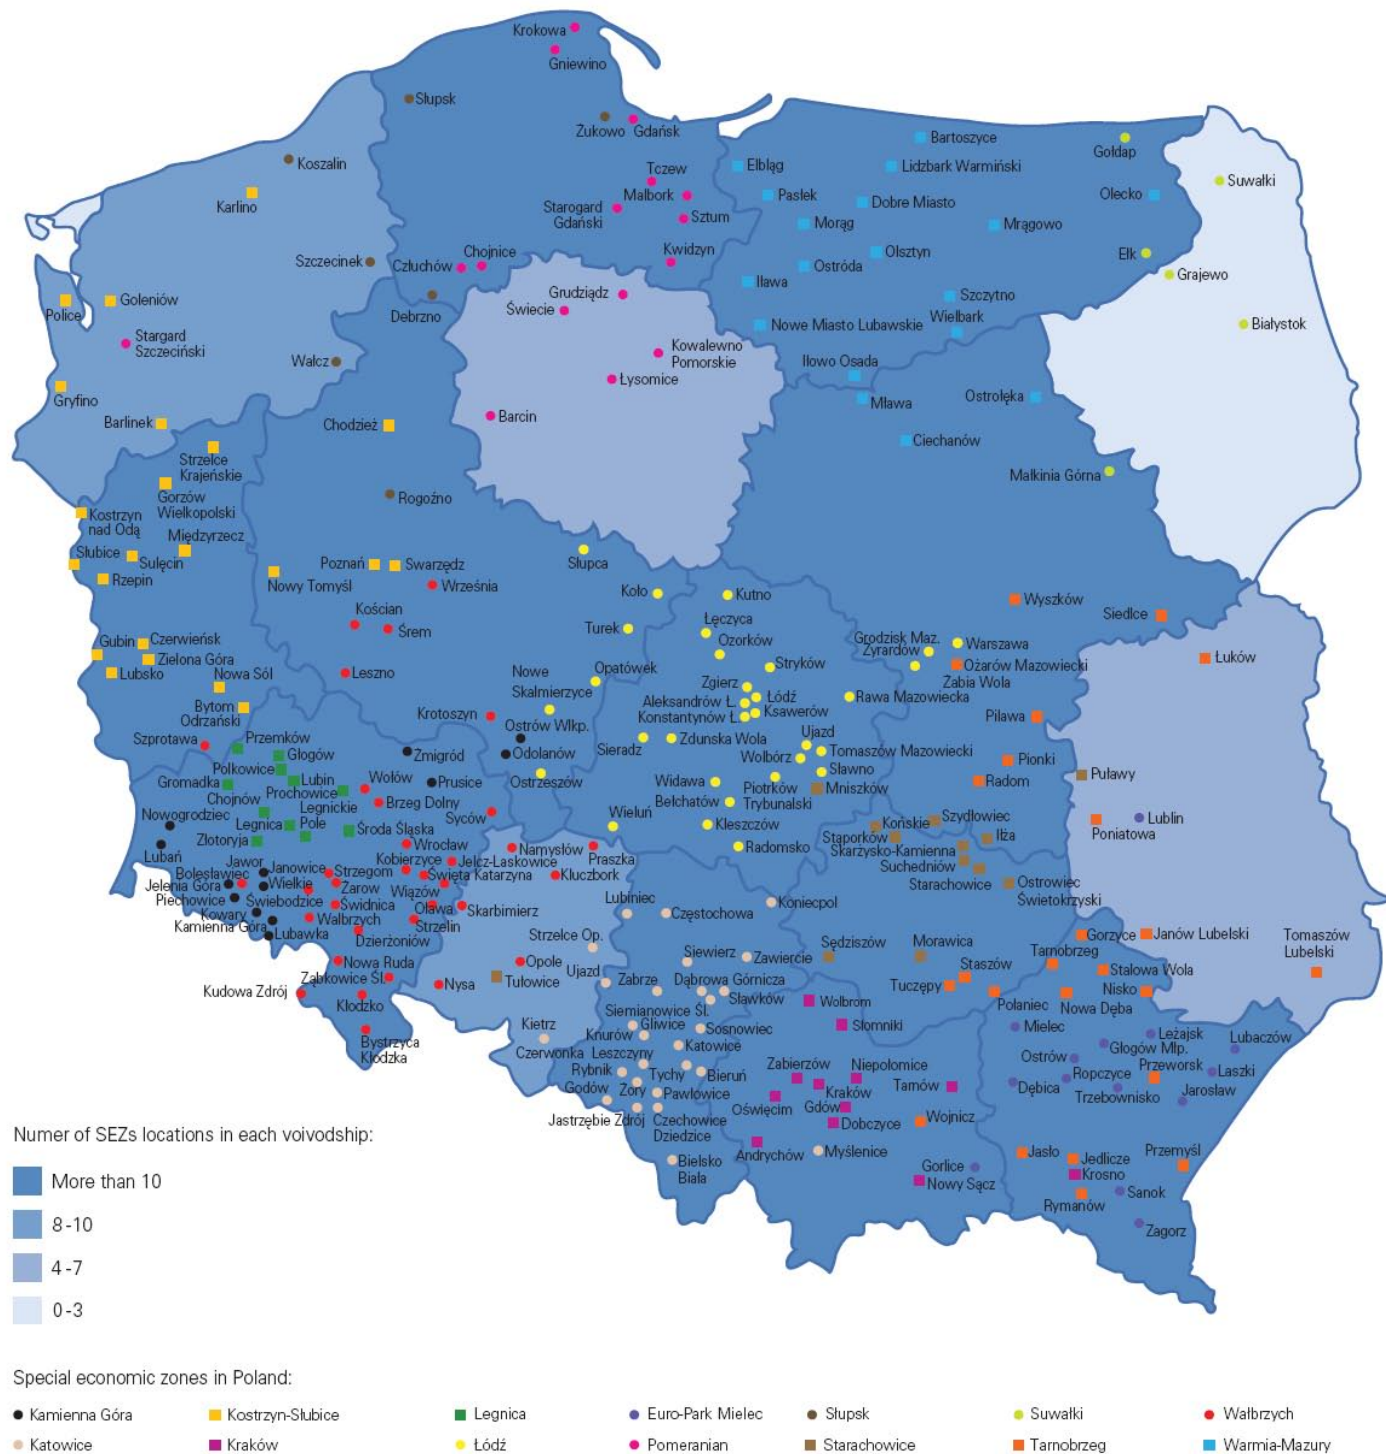 Krokowa
Gniewino
Słupsk
Żukowo
Gdańsk
Koszalin
Karlino
Tczew
Malbork
Starogard
Gdański
Sztum
Kwidzyn
Szczecinek
Człuchów
Chojnice
Debrzno
Bartoszyce
Gołdap
Elbląg
Lidzbark Warmiński
Suwałki
Pasłek
Dobre Miasto
Olecko
Morąg
Mrągowo
Olsztyn
Ełk
Ostróda
Grajewo
Iława
Szczytno
Nowe Miasto Lubawskie
Wielbark
Białystok
Iłowo Osada
Mława
Ostrołęka
Ciechanów
Małkinia Górna
Police
Goleniów
Stargard
Szczeciński
Wałcz
Gryfino
Barlinek
Grudziądz
Świecie
Kowalewno
Pomorskie
Łysomice
Barcin
Chodzież
Strzelce
Krajeńskie
Gorzów
Wielkopolski
Rogoźno
Kostrzyn
nad Odą
Międzyrzecz
Słubice
Sulęcin
Rzepin
Poznań
Swarzędz
Nowy Tomyśl
Września
Słupca
Kościan
Śrem
Koło
Kutno
Turek
Łęczyca
Ozorków
Wyszków
Siedlce
Gubin
Czerwieńsk
Zielona Góra
Lubsko
Nowa Sól
Bytom
Odrzański
Leszno
Nowe
Skalmierzyce
Opatówek
Stryków
Grodzisk Maz.
Żyrardów
Warszawa
Ożarów Mazowiecki
Żabia Wola
Łuków
Zgierz
Aleksandrów Ł.
Łódź
Konstantynów Ł.
Ksawerów
Rawa Mazowiecka
Krotoszyn
Ostrów Wlkp.
Odolanów
Ostrzeszów
Sieradz
Zdunska Wola
Ujazd
Tomaszów Mazowiecki
Wolbórz
Sławno
Pilawa
Pionki
Radom
Puławy
Szprotawa
Przemków
Głogów
Polkowice
Gromadka
Lubin
Chojnów
Prochowice
Legnickie
Pole
Nowogrodziec
Legnica
Złotoryja
Środa Śląska
Żmigród
Prusice
Wołów
Brzeg Dolny
Syców
Widawa
Piotrków
Trybunalski
Mniszków
Bełchatów
Wieluń
Kleszczów
Radomsko
Końskie
Szydłowiec
Stąporków
Iłża
Skarzysko-Kamienna
Suchedniów
Starachowice
Ostrowiec
Świetokrzyski
Poniatowa
Lublin
Lubań
Jawor
Janowice
Wielkie
Bolesławiec
Jelenia Góra
Piechowice
Kowary
Kamienna Góra
Lubawka
Strzegom
Świebodzice
Żarow
Świdnica
Wałbrzych
Dzierżoniów
Wrocław
Kobierzyce
Jelcz-Laskowice
Święta Katarzyna
Wiązów
Oława
Strzelin
Skarbimierz
Namysłów
Praszka
Kluczbork
Lubiniec
Częstochowa
Koniecpol
Strzelce Op.
Opole
Ujazd
Tułowice
Nysa
Nowa Ruda
Ząbkowice Śl.
Kudowa Zdrój
Kłodzko
Bystrzyca
Kłodzka
Kietrz
Czerwonka
Leszczyny
Siewierz
Zawiercie
Zabrze
Dąbrowa Górnicza
Sławków
Siemianowice Śl.
Gliwice
Knurów
Sosnowiec
Katowice
Rybnik
Tychy
Bieruń
Godów
Żory
Pawłowice
Jastrzębie Zdrój
Czechowice
Dziedzice
Bielsko
Biała
Sędziszów
Morawica
Staszów
Tuczępy
Połaniec
Tarnobrzeg
Gorzyce
Janów Lubelski
Stalowa Wola
Nisko
Nowa Dęba
Tomaszów
Lubelski
Wolbrom
Słomniki
Zabierzów
Niepołomice
Kraków
Tarnów
Oświęcim
Gdów
Dobczyce
Wojnicz
Andrychów
Myślenice
Gorlice
Nowy Sącz
Mielec
Leżajsk
Lubaczów
Głogów Młp.
Ostrów
Ropczyce
Przeworsk
Laszki
Dębica
Trzebownisko
Jarosław
Jasło
Jedlicze
Krosno
Przemyśl
Rymanów
Sanok
Zagorz
Numer of SEZs locations in each voivodship:
More than 10
8-10
4-7
0-3
Special economic zones in Poland:
Kamienna Góra
Kostrzyn-Słubice
Legnica
Euro-Park Mielec
Słupsk
Suwałki
Wałbrzych
Katowice
Kraków
Łódź
Pomeranian
Starachowice
Tarnobrzeg
Warmia-Mazury